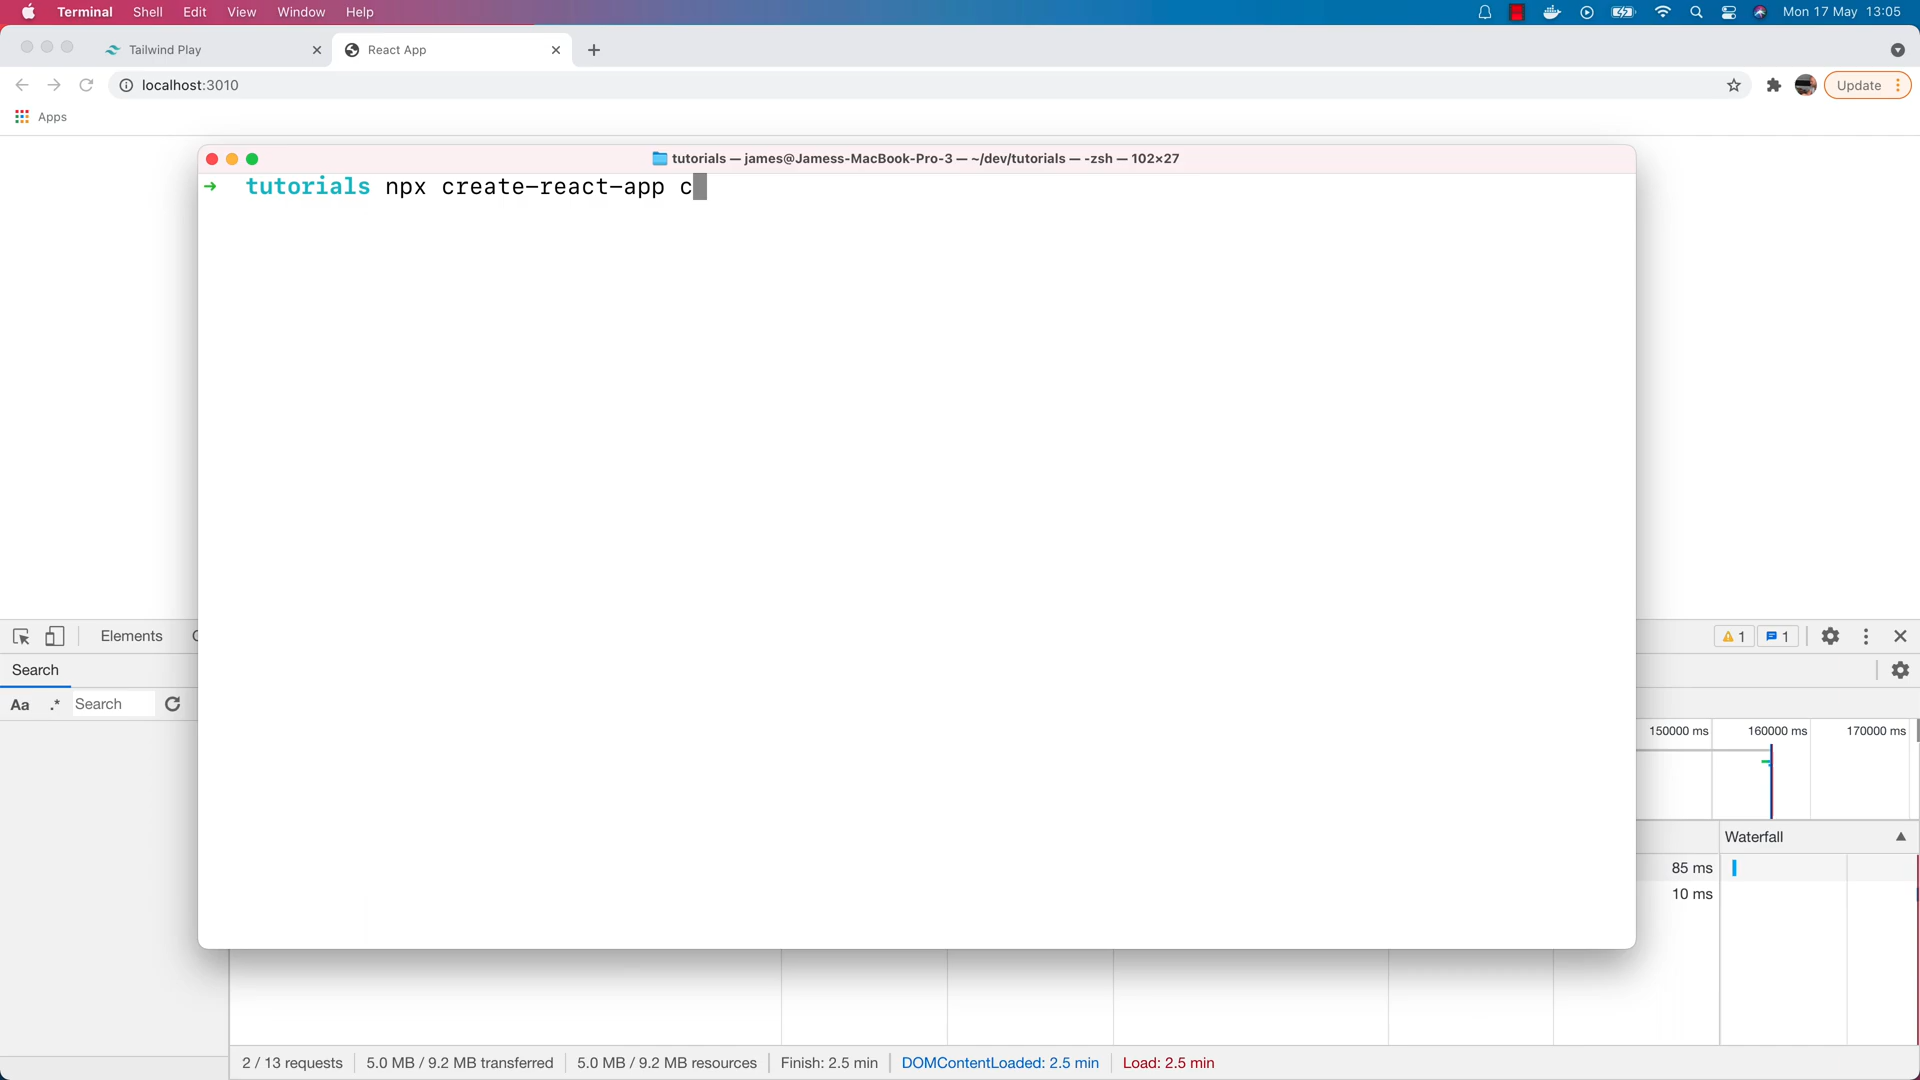 Terminal Shell Edit View Window Help Mon 17 May 13:05
Tailwind Play React App
localhost:3010 Update
Apps
tutorials — james@Jamess-MacBook-Pro-3 — ~/dev/tutorials — -zsh — 102×27
➜ tutorials npx create-react-app c
Elements 1 1
Search
Aa .* Search
150000 ms 160000 ms 170000 ms
Waterfall
85 ms
10 ms
2 / 13 requests 5.0 MB / 9.2 MB transferred 5.0 MB / 9.2 MB resources Finish: 2.5 min DOMContentLoaded: 2.5 min Load: 2.5 min